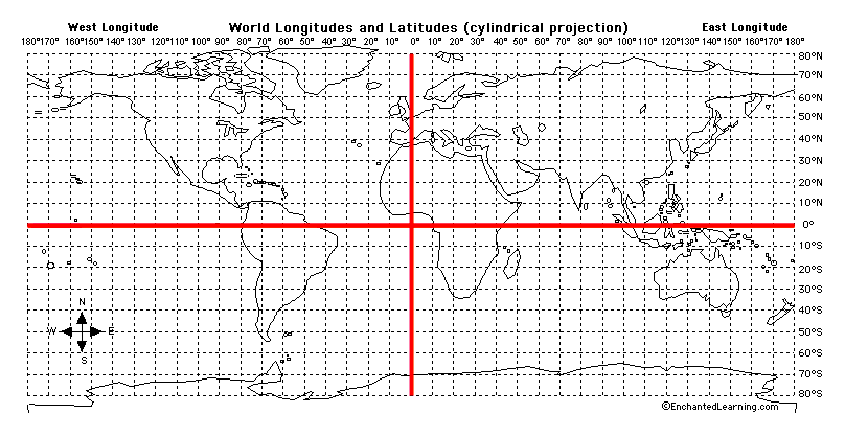 West Longitude World Longitudes and Latitudes (cylindrical projection) East Longitude
180°170°160°150°140°130°120°110°100° 90° 80° 70° 60° 50° 40° 30° 20° 10° 0° 10° 20° 30° 40° 50° 60° 70° 80° 90° 100° 110° 120°130°140°150°160°170° 180°
80°N
70°N
60°N
50°N
40°N
30°N
20°N
10°N
0°
10°S
20°S
30°S
N
40°S
W E
50°S
S
60°S
70°S
80°S
©EnchantedLearning.com